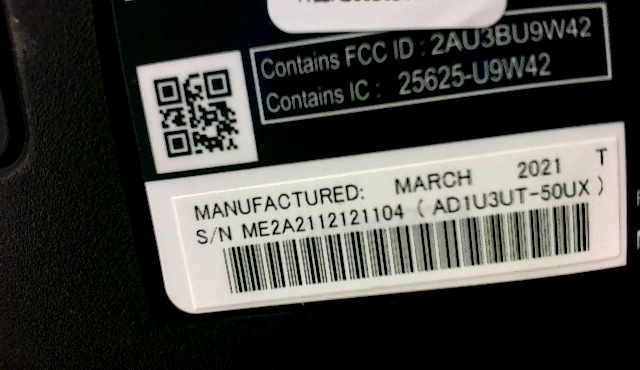 Contains FCC ID : 2AU3BU9W42
Contains IC : 25625-U9W42
MANUFACTURED: MARCH 2021 T
S/N ME2A2112121104 ( AD1U3UT-50UX )